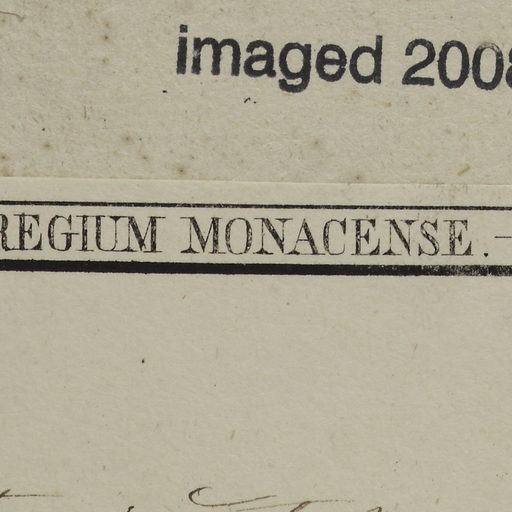 imaged 2008
REGIUM MONACENSE.—